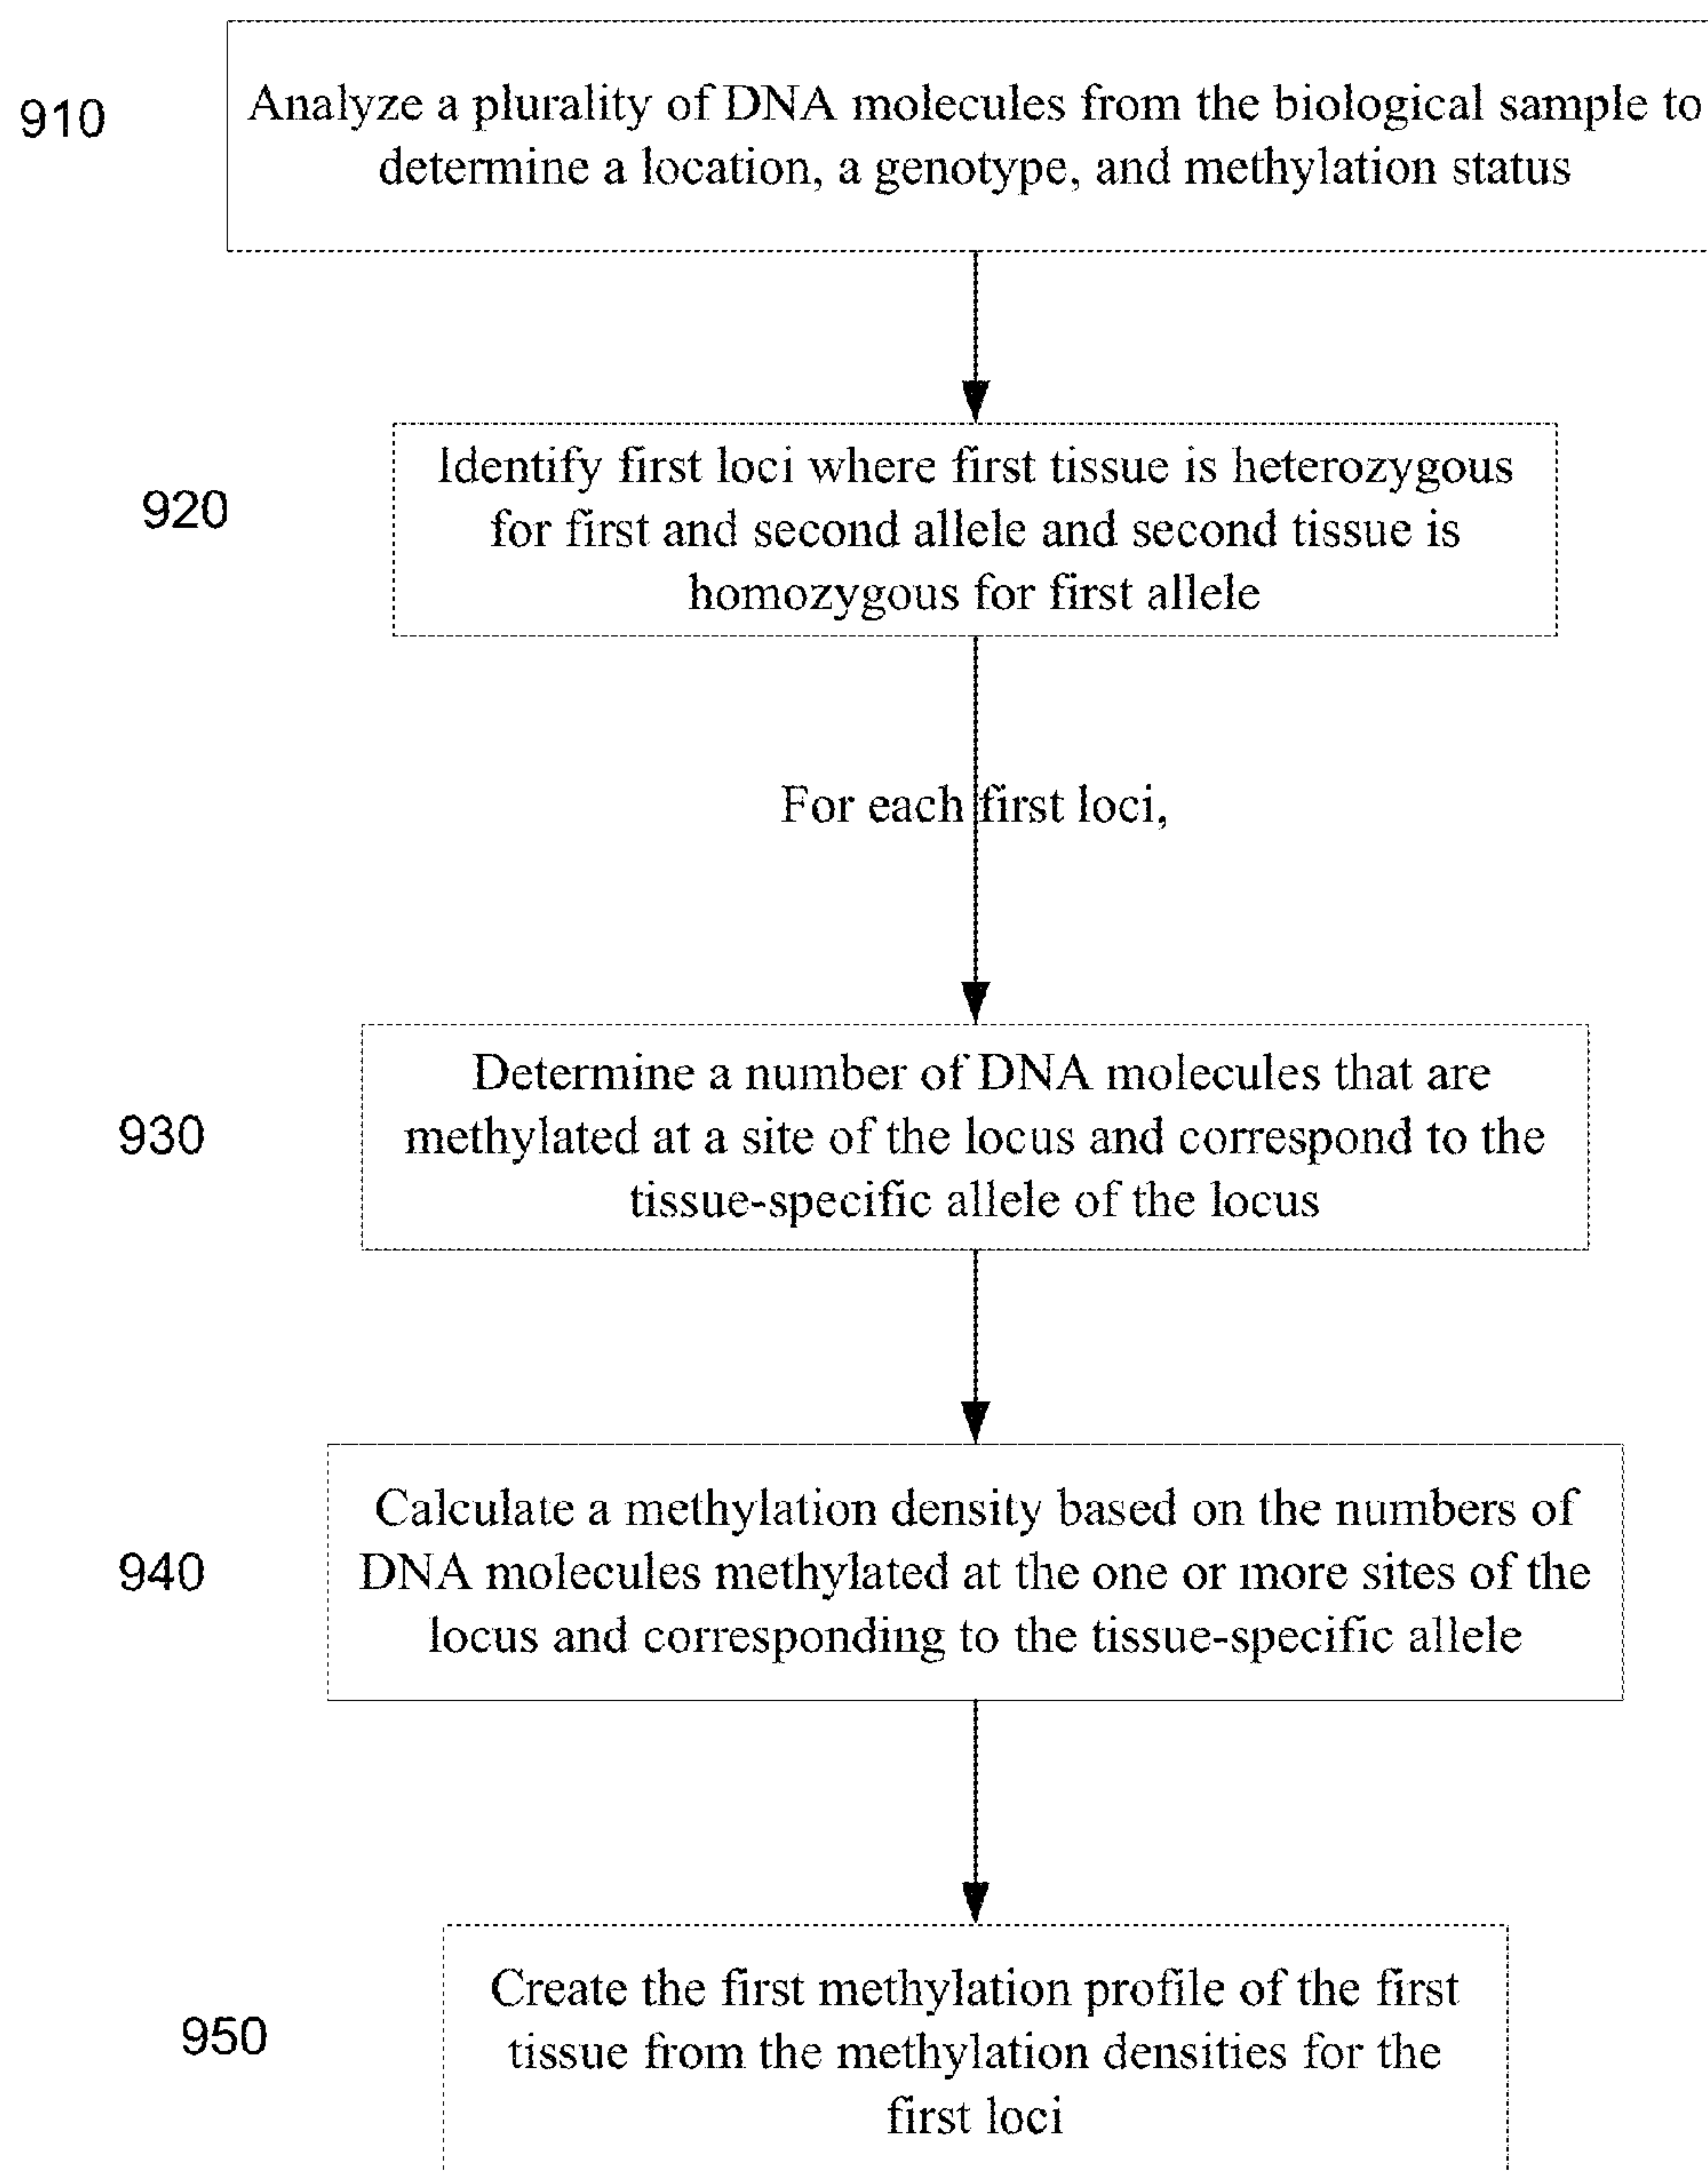 910
Analyze a plurality of DNA molecules from the biological sample to
determine a location, a genotype, and methylation status
920
Identify first loci where first tissue is heterozygous
for first and second allele and second tissue is
homozygous for first allele
For each first loci,
930
Determine a number of DNA molecules that are
methylated at a site of the locus and correspond to the
tissue-specific allele of the locus
940
Calculate a methylation density based on the numbers of
DNA molecules methylated at the one or more sites of the
locus and corresponding to the tissue-specific allele
950
Create the first methylation profile of the first
tissue from the methylation densities for the
first loci